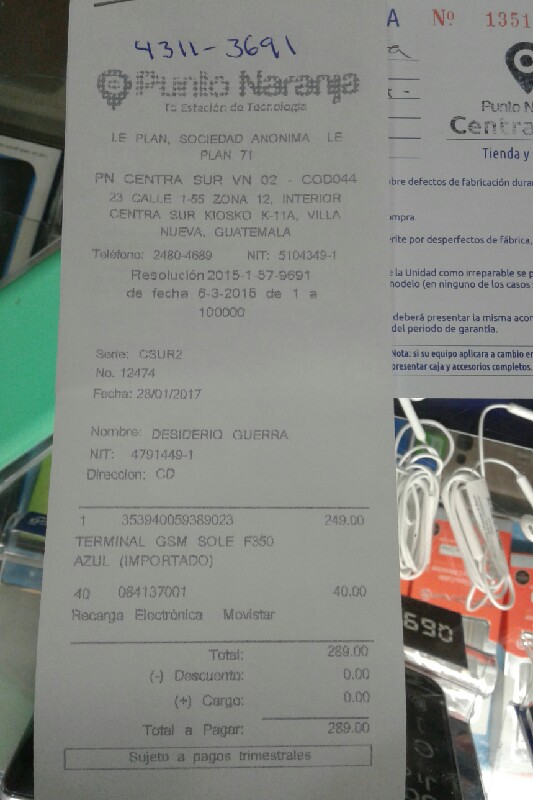 4311-3691
Punto Naranja
Tu Estación de Tecnología
LE PLAN, SOCIEDAD ANONIMA LE
PLAN 71
PN CENTRA SUR VN 02 - COD044
23 CALLE 1-55 ZONA 12, INTERIOR
CENTRA SUR KIOSKO K-11A, VILLA
NUEVA, GUATEMALA
Teléfono: 2480-4689 NIT: 5104349-1
Resolución 2015-1-57-9691
de fecha 6-3-2015 de 1 a
100000
Serie: CSUR2
No. 12474
Fecha: 28/01/2017
Nombre: DESIDERIO GUERRA
NIT: 4791449-1
Direccion: CD
1 353940059389023 249.00
TERMINAL GSM SOLE F350
AZUL (IMPORTADO)
40 084137001 40.00
Recarga Electrónica Movistar
Total: 289.00
(-) Descuento: 0.00
(+) Cargo: 0.00
Total a Pagar: 289.00
Sujeto a pagos trimestrales
A Nº 1351
Punto N
Centra
Tienda y
bre defectos de fabricación dura
mpra.
rite por desperfectos de fábrica,
e la Unidad como irreparable se p
modelo (en ninguno de los casos
deberá presentar la misma acor
del periodo de garantía.
Nota: si su equipo aplicara a cambio en
presentar caja y accesorios completos.
690